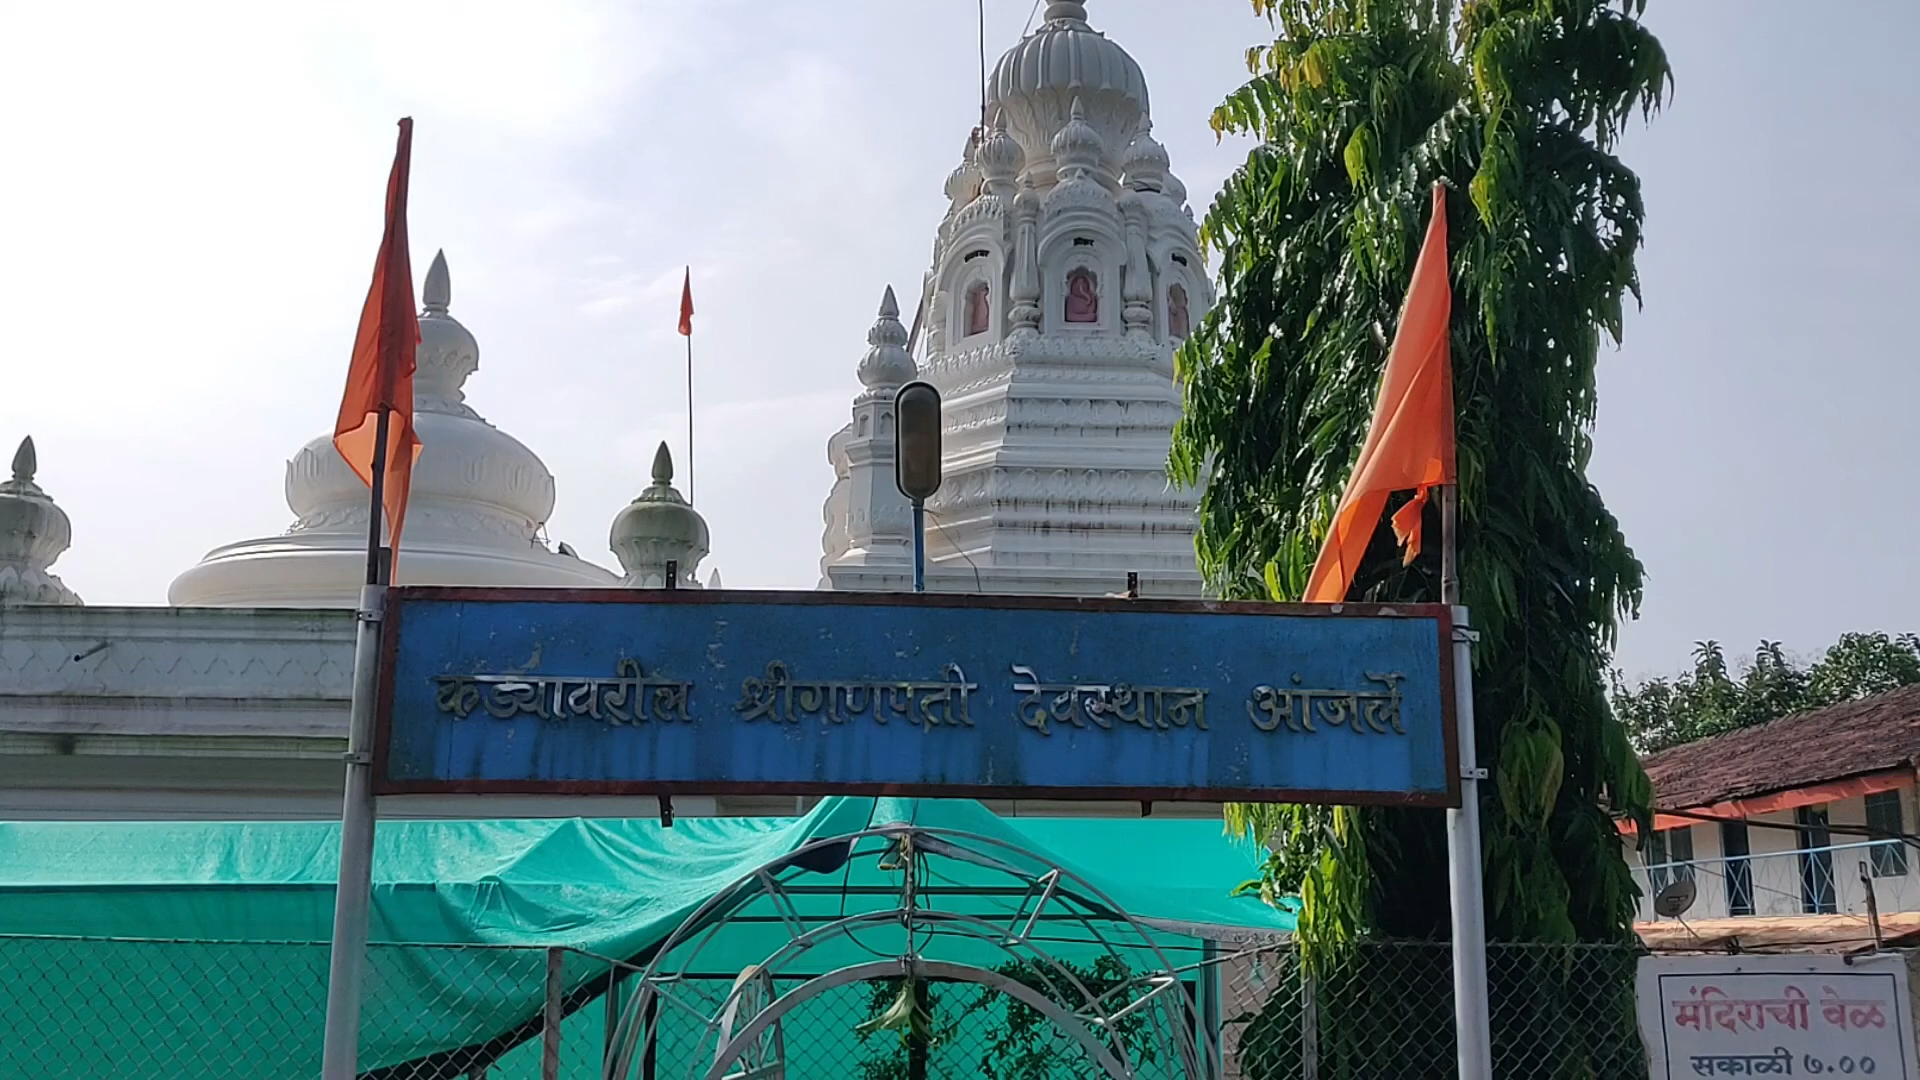 कड्यावरील श्रीगणपती देवस्थान आंजर्ले
मंदिराची वेळ
सकाळी ७.००